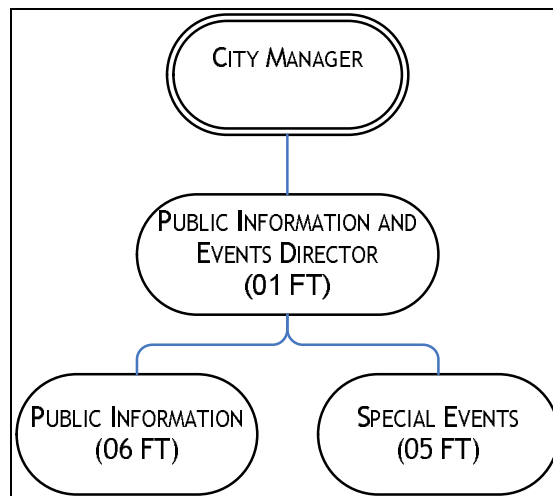 CITY MANAGER
PUBLIC INFORMATION AND
EVENTS DIRECTOR
(01 FT)
PUBLIC INFORMATION
(06 FT)
SPECIAL EVENTS
(05 FT)